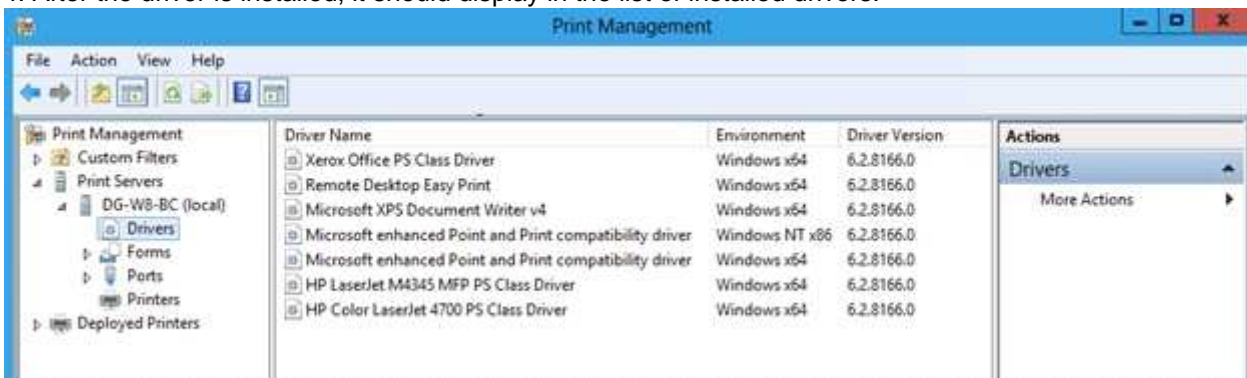 4. After the driver is installed, it should display in the list of installed drivers.
Print Management
File Action View Help
Print Management
Custom Filters
Print Servers
DG-W8-BC (local)
Drivers
Forms
Ports
Printers
Deployed Printers
Driver Name Environment Driver Version
Xerox Office PS Class Driver Windows x64 6.2.8166.0
Remote Desktop Easy Print Windows x64 6.2.8166.0
Microsoft XPS Document Writer v4 Windows x64 6.2.8166.0
Microsoft enhanced Point and Print compatibility driver Windows NT x86 6.2.8166.0
Microsoft enhanced Point and Print compatibility driver Windows x64 6.2.8166.0
HP LaserJet M4345 MFP PS Class Driver Windows x64 6.2.8166.0
HP Color LaserJet 4700 PS Class Driver Windows x64 6.2.8166.0
Actions
Drivers
More Actions